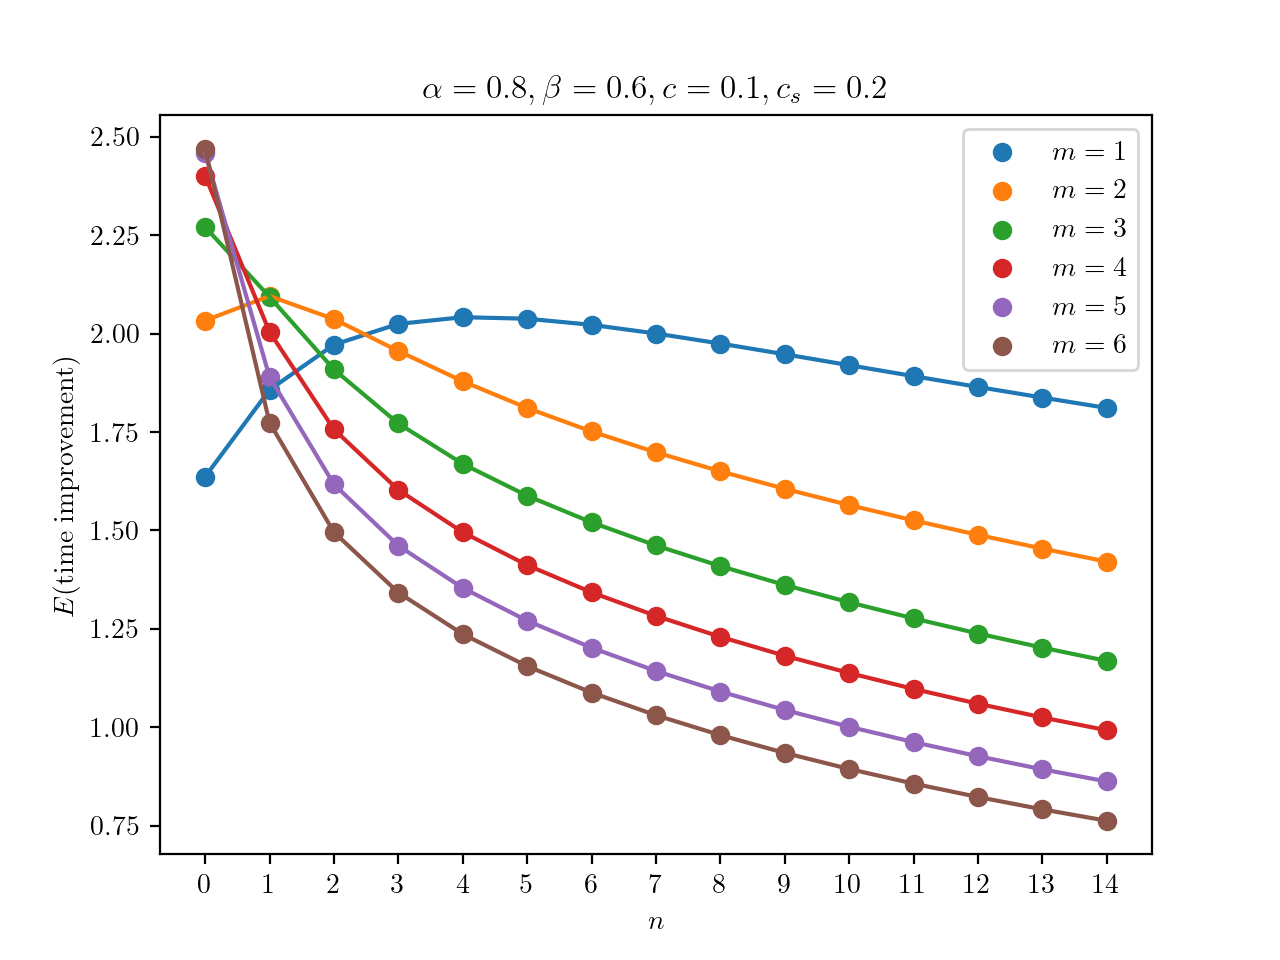 α = 0.8, β = 0.6, c = 0.1, c_s = 0.2
m = 1
m = 2
m = 3
m = 4
m = 5
m = 6
E(time improvement)
2.50
2.25
2.00
1.75
1.50
1.25
1.00
0.75
0 1 2 3 4 5 6 7 8 9 10 11 12 13 14
n